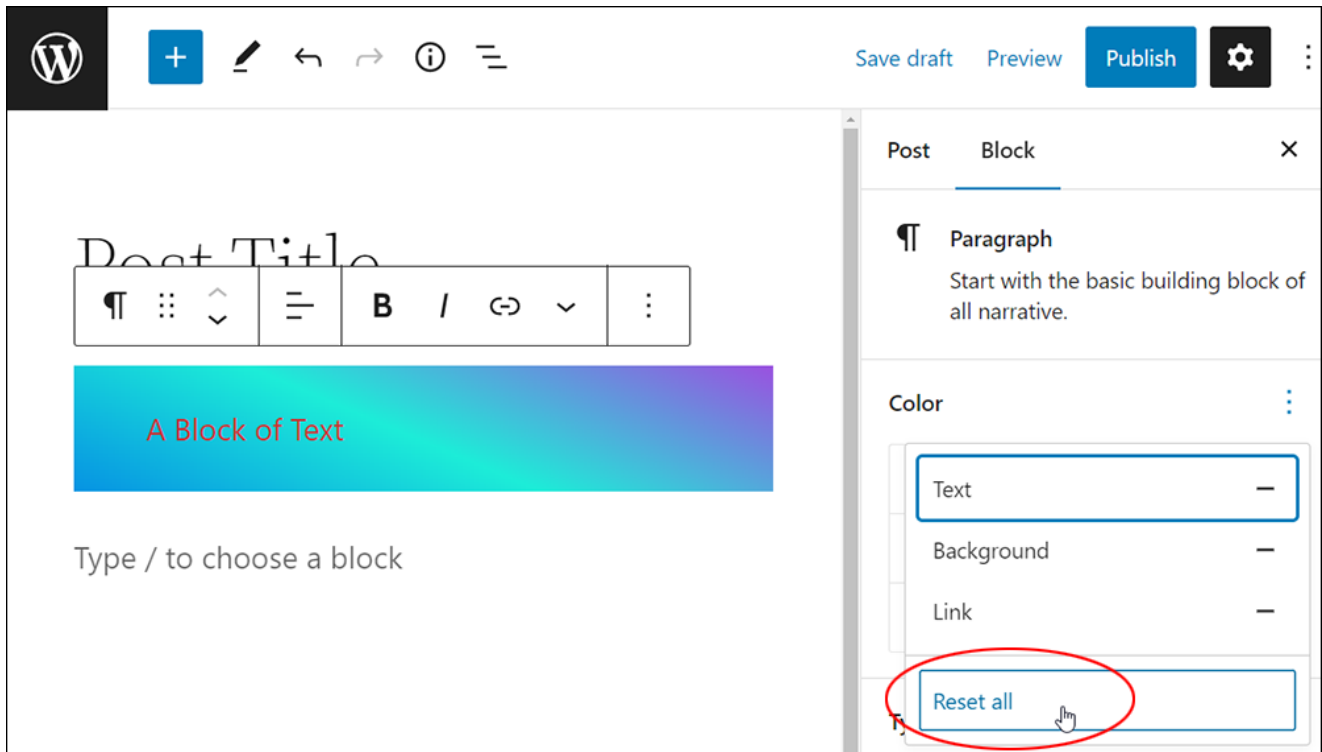 Save draft Preview Publish
Post Block
Post Title
Paragraph
Start with the basic building block of
all narrative.
B I
A Block of Text
Type / to choose a block
Color
Text
Background
Link
Reset all